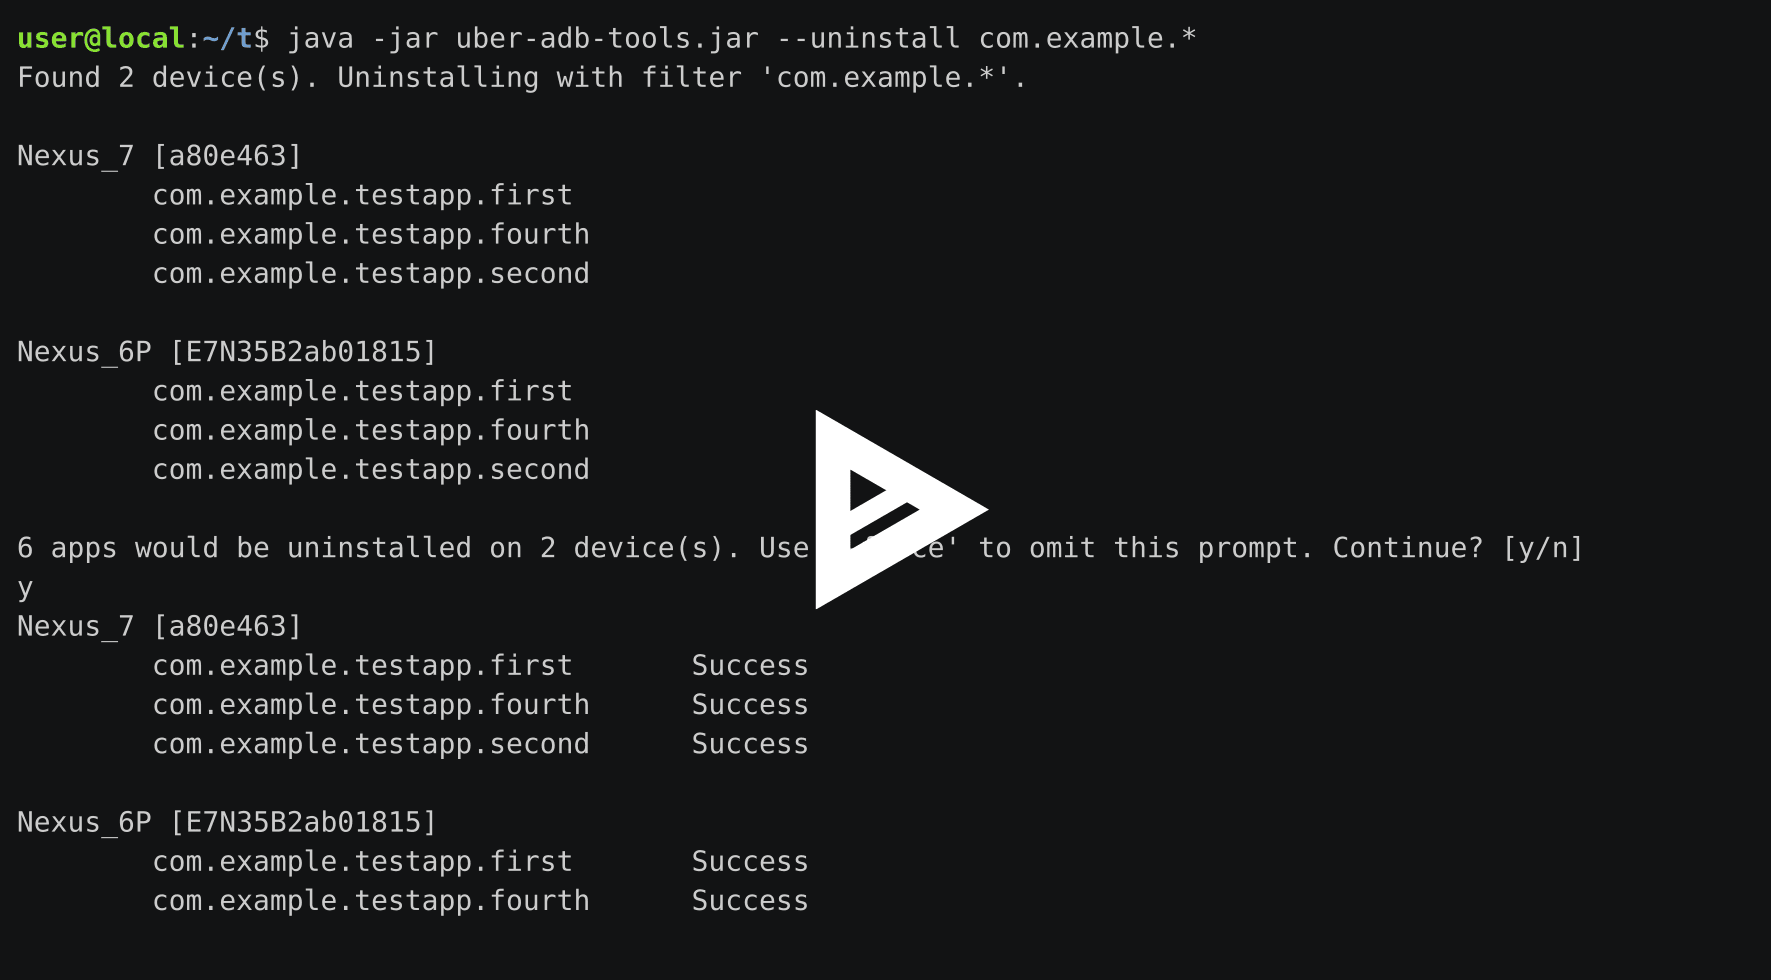 user@local:~/t$ java -jar uber-adb-tools.jar --uninstall com.example.*
Found 2 device(s). Uninstalling with filter 'com.example.*'.
Nexus_7 [a80e463]
com.example.testapp.first
com.example.testapp.fourth
com.example.testapp.second
Nexus_6P [E7N35B2ab01815]
com.example.testapp.first
com.example.testapp.fourth
com.example.testapp.second
6 apps would be uninstalled on 2 device(s). Use to omit this prompt. Continue? [y/n]
y
Nexus_7 [a80e463]
com.example.testapp.first Success
com.example.testapp.fourth Success
com.example.testapp.second Success
Nexus_6P [E7N35B2ab01815]
com.example.testapp.first Success
com.example.testapp.fourth Success